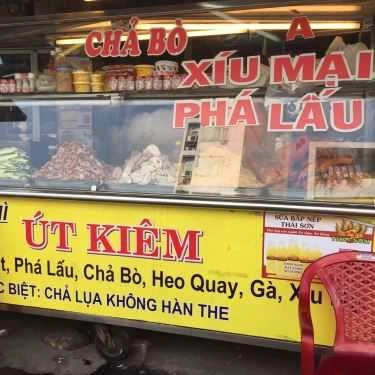 CHẢ BÒ
XÍU MẠI
PHÁ LẤU
ÚT KIÊM
Phá Lấu, Chả Bò, Heo Quay, Gà,
BIỆT: CHẢ LỤA KHÔNG HÀN THE
SỮA BẮP NẾP
THÁI SƠN